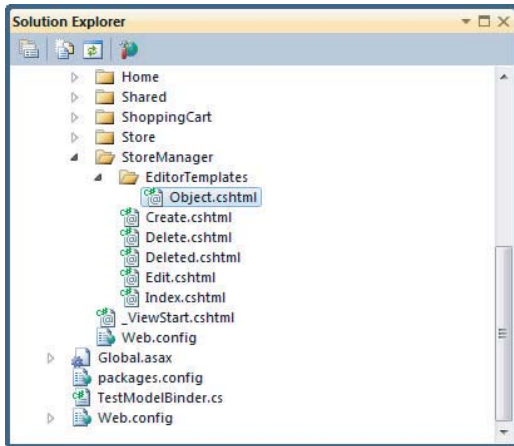 Solution Explorer
Home
Shared
ShoppingCart
Store
StoreManager
EditorTemplates
Object.cshtml
Create.cshtml
Delete.cshtml
Deleted.cshtml
Edit.cshtml
Index.cshtml
_ViewStart.cshtml
Web.config
Global.asax
packages.config
TestModelBinder.cs
Web.config